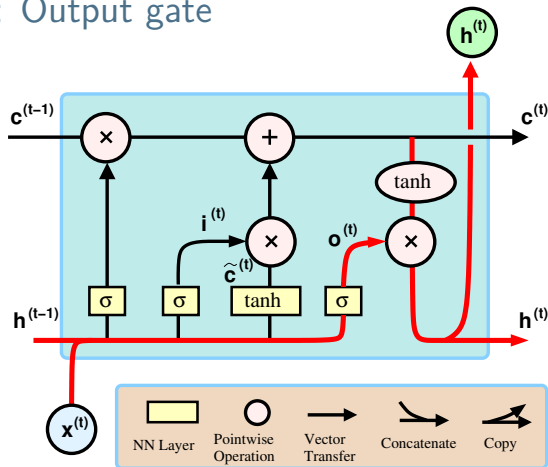 : Output gate
h(t)
c(t−1)
c(t)
×
+
tanh
i(t)
o(t)
×
×
c̃(t)
σ
σ
tanh
σ
h(t−1)
h(t)
x(t)
NN Layer
Pointwise
Operation
Vector
Transfer
Concatenate
Copy